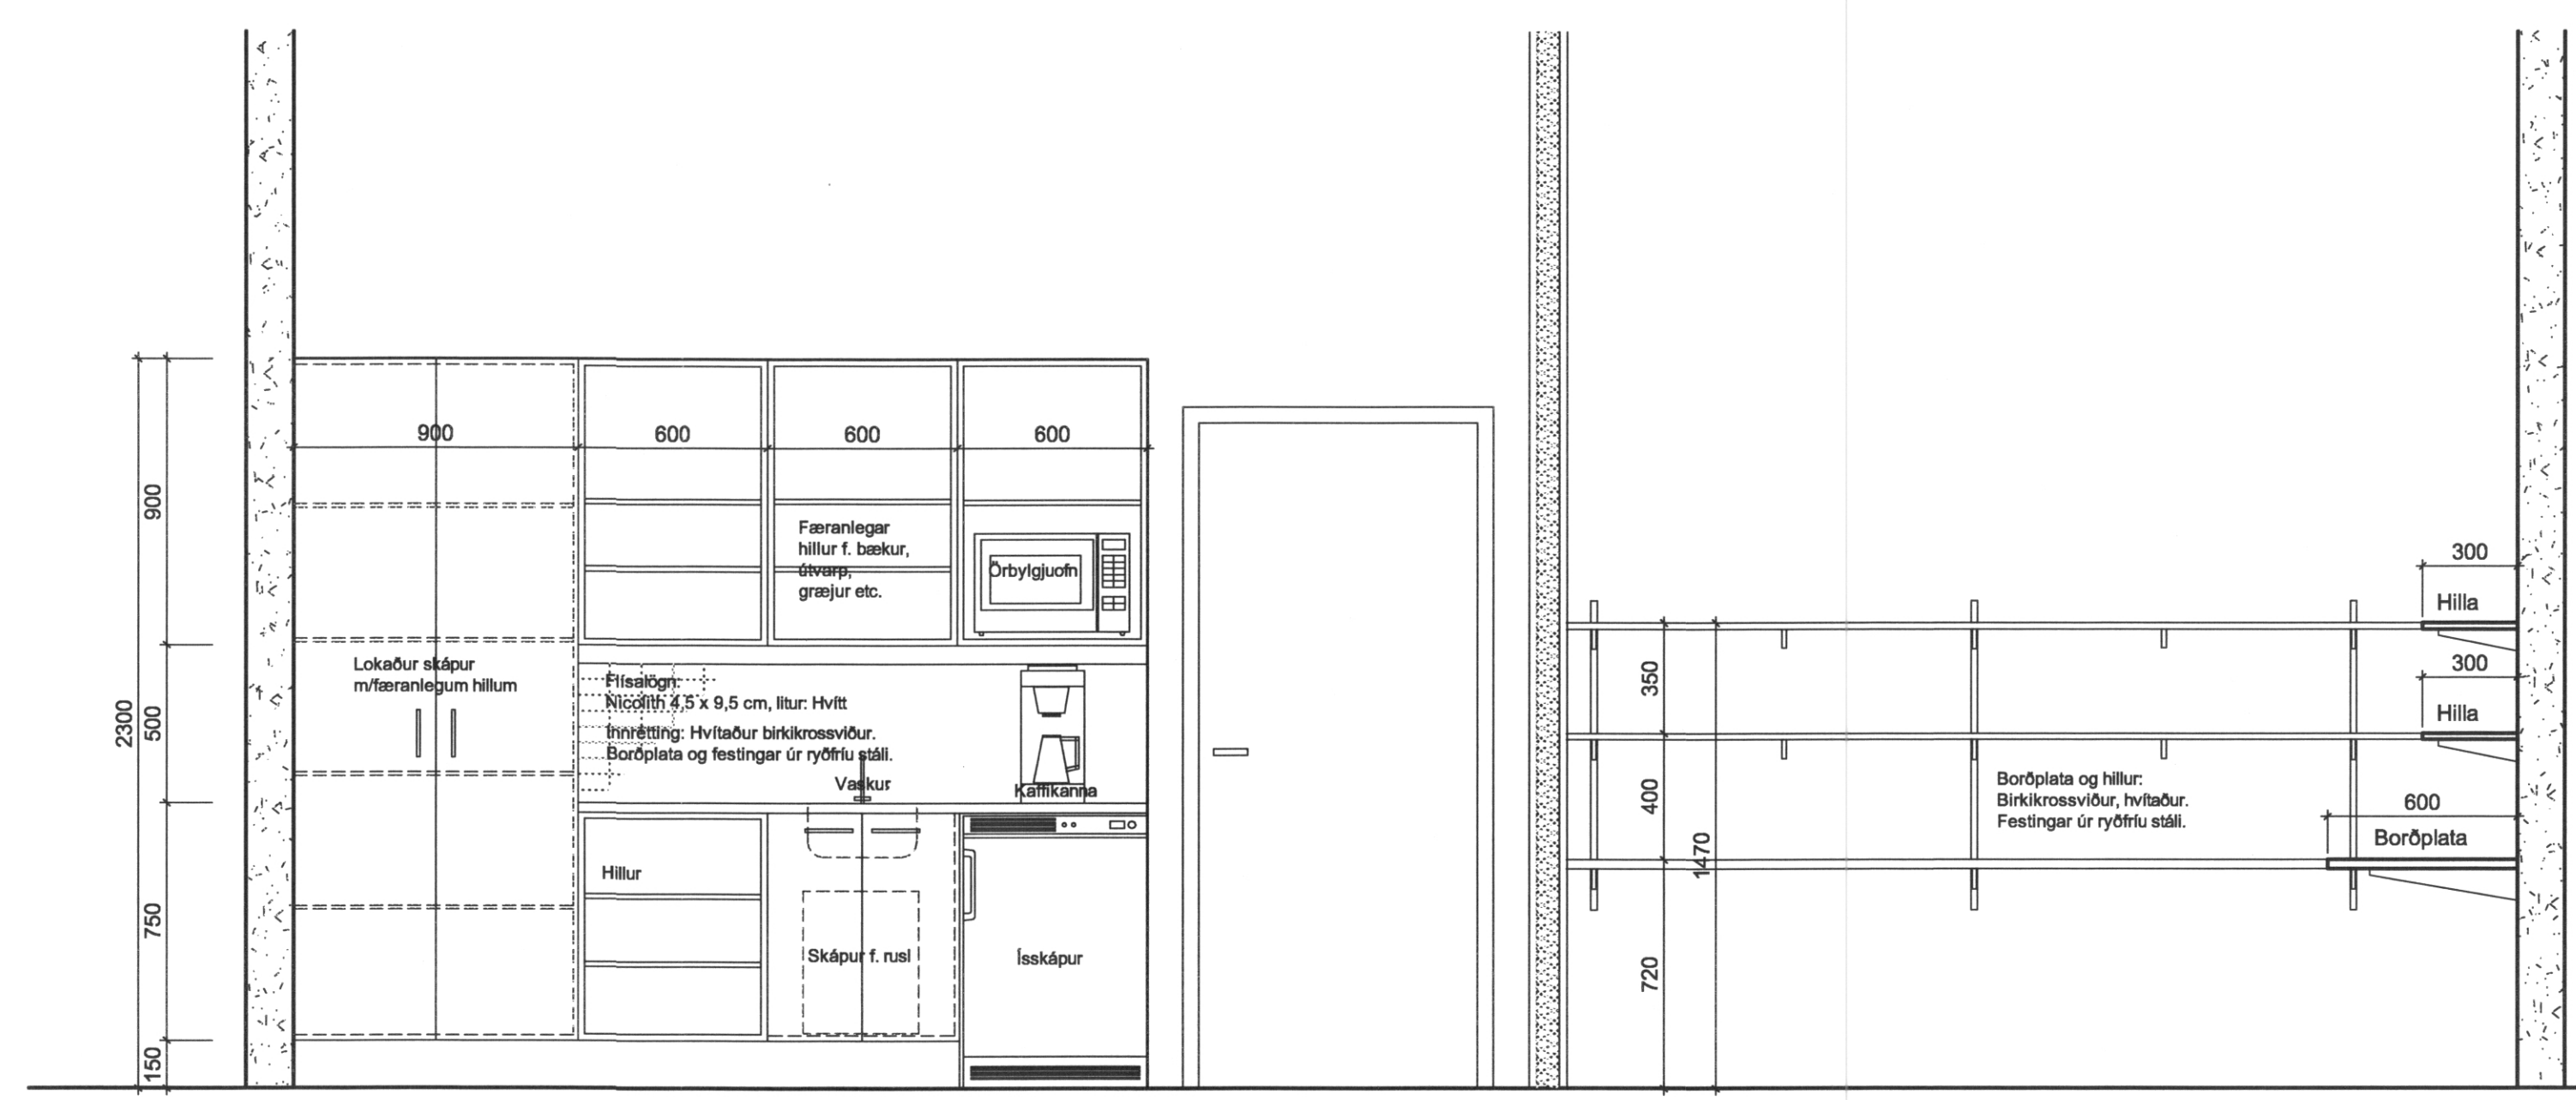 900
600
600
600
900
500
750
150
2300
Færanlegar
hillur f. bækur,
útvarp,
græjur etc.
Örbylgjuofn
Lokaður skápur
m/færanlegum hillum
Flísalögn:
Nicolith 4,5 x 9,5 cm, litur: Hvítt
Innrétting: Hvítaður birkikrossviður.
Borðplata og festingar úr ryðfríu stáli.
Vaskur
Kaffikanna
Hillur
Skápur f. rusl
Ísskápur
350
400
720
1470
300
Hilla
300
Hilla
Borðplata og hillur:
Birkikrossviður, hvítaður.
Festingar úr ryðfríu stáli.
600
Borðplata